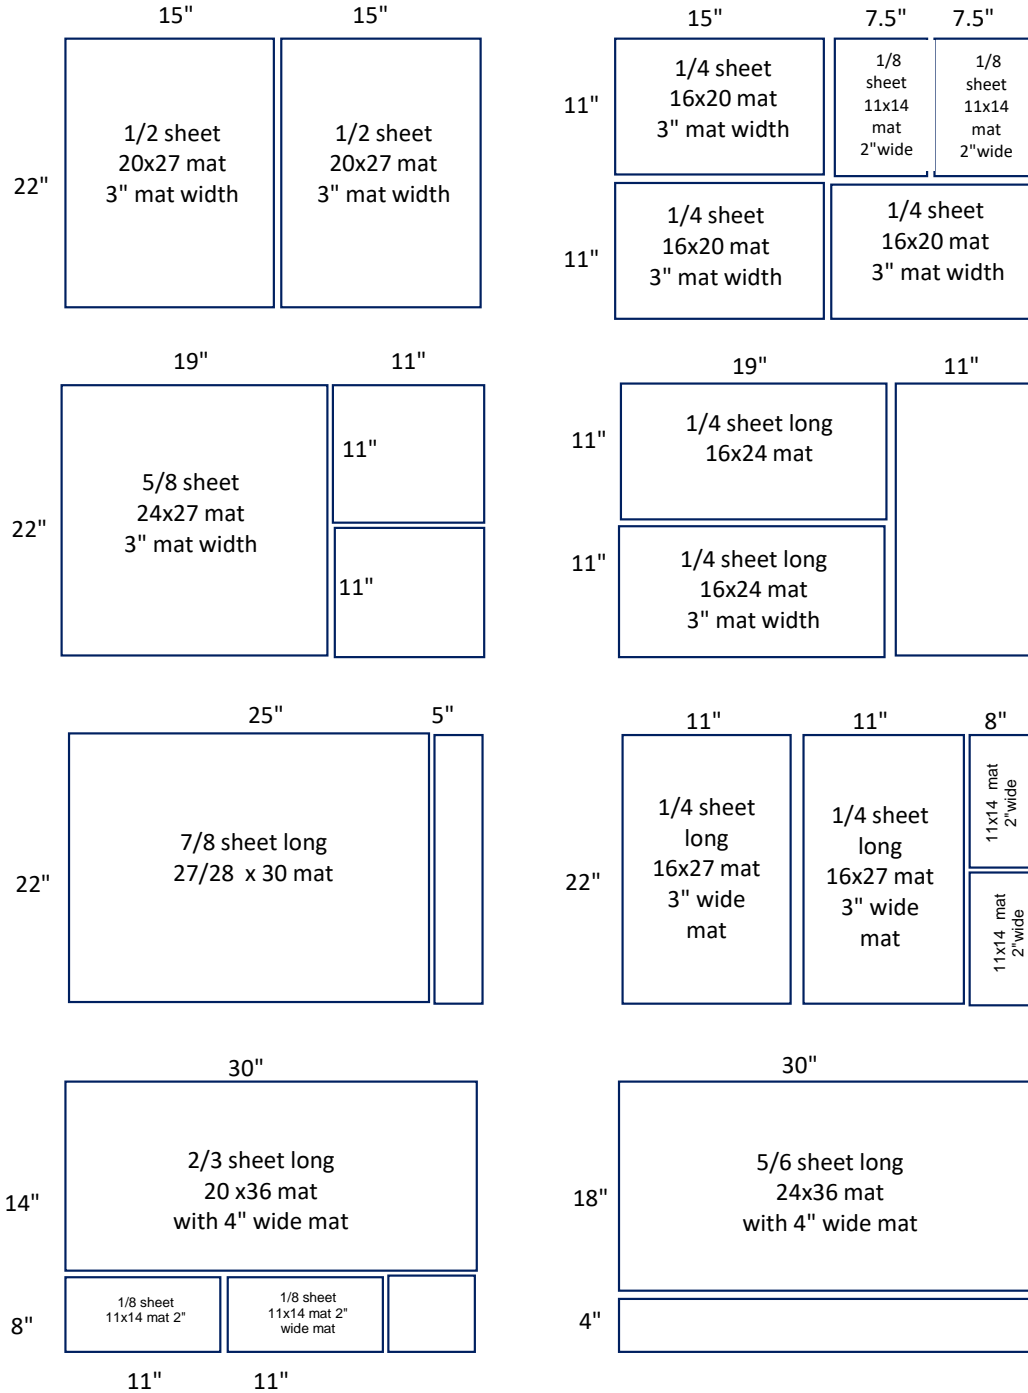 15"
15"
22"
1/2 sheet
20x27 mat
3" mat width
1/2 sheet
20x27 mat
3" mat width
15"
7.5"
7.5"
11"
1/4 sheet
16x20 mat
3" mat width
1/8
sheet
11x14
mat
2"wide
1/8
sheet
11x14
mat
2"wide
11"
1/4 sheet
16x20 mat
3" mat width
1/4 sheet
16x20 mat
3" mat width
19"
11"
22"
5/8 sheet
24x27 mat
3" mat width
11"
11"
19"
11"
11"
1/4 sheet long
16x24 mat
11"
1/4 sheet long
16x24 mat
3" mat width
25"
5"
22"
7/8 sheet long
27/28 x 30 mat
11"
11"
8"
22"
1/4 sheet
long
16x27 mat
3" wide
mat
1/4 sheet
long
16x27 mat
3" wide
mat
11x14 mat
2"wide
11x14 mat
2"wide
30"
14"
2/3 sheet long
20 x36 mat
with 4" wide mat
8"
1/8 sheet
11x14 mat 2"
1/8 sheet
11x14 mat 2"
wide mat
11"
11"
30"
18"
5/6 sheet long
24x36 mat
with 4" wide mat
4"